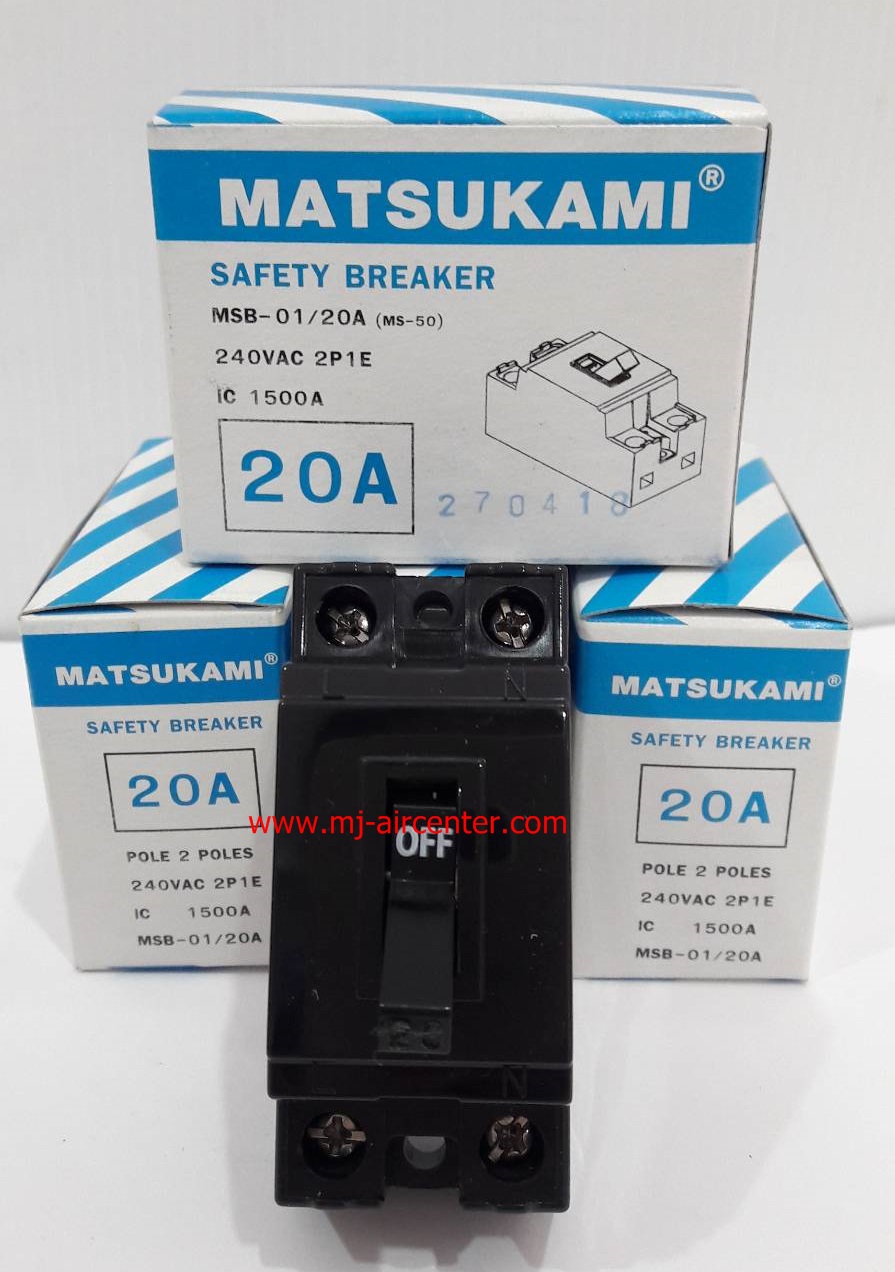 MATSUKAMI®
SAFETY BREAKER
MSB-01/20A (MS-50)
240VAC 2P1E
IC 1500A
20A
270418
MATSUKAMI®
SAFETY BREAKER
20A
POLE 2 POLES
240VAC 2P1E
IC 1500A
MSB-01/20A
N
OFF
N
www.mj-aircenter.com
MATSUKAMI®
SAFETY BREAKER
20A
POLE 2 POLES
240VAC 2P1E
IC 1500A
MSB-01/20A